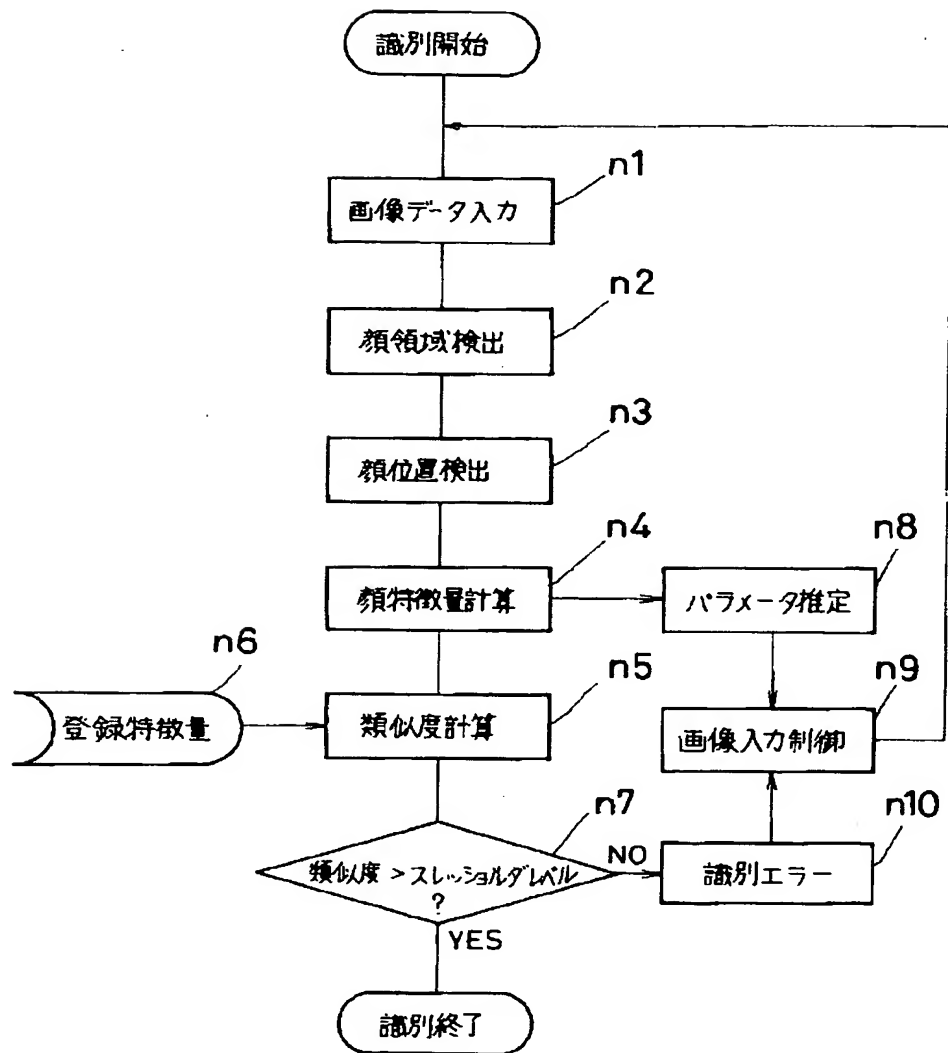 識別開始
n1
画像データ入力
n2
顔領域検出
n3
顔位置検出
n4
顔特徴量計算
n8
パラメータ推定
n6
登録特徴量
n5
類似度計算
n9
画像入力制御
n7
類似度 > スレッショルダレベル
?
NO
n10
識別エラー
YES
識別終了